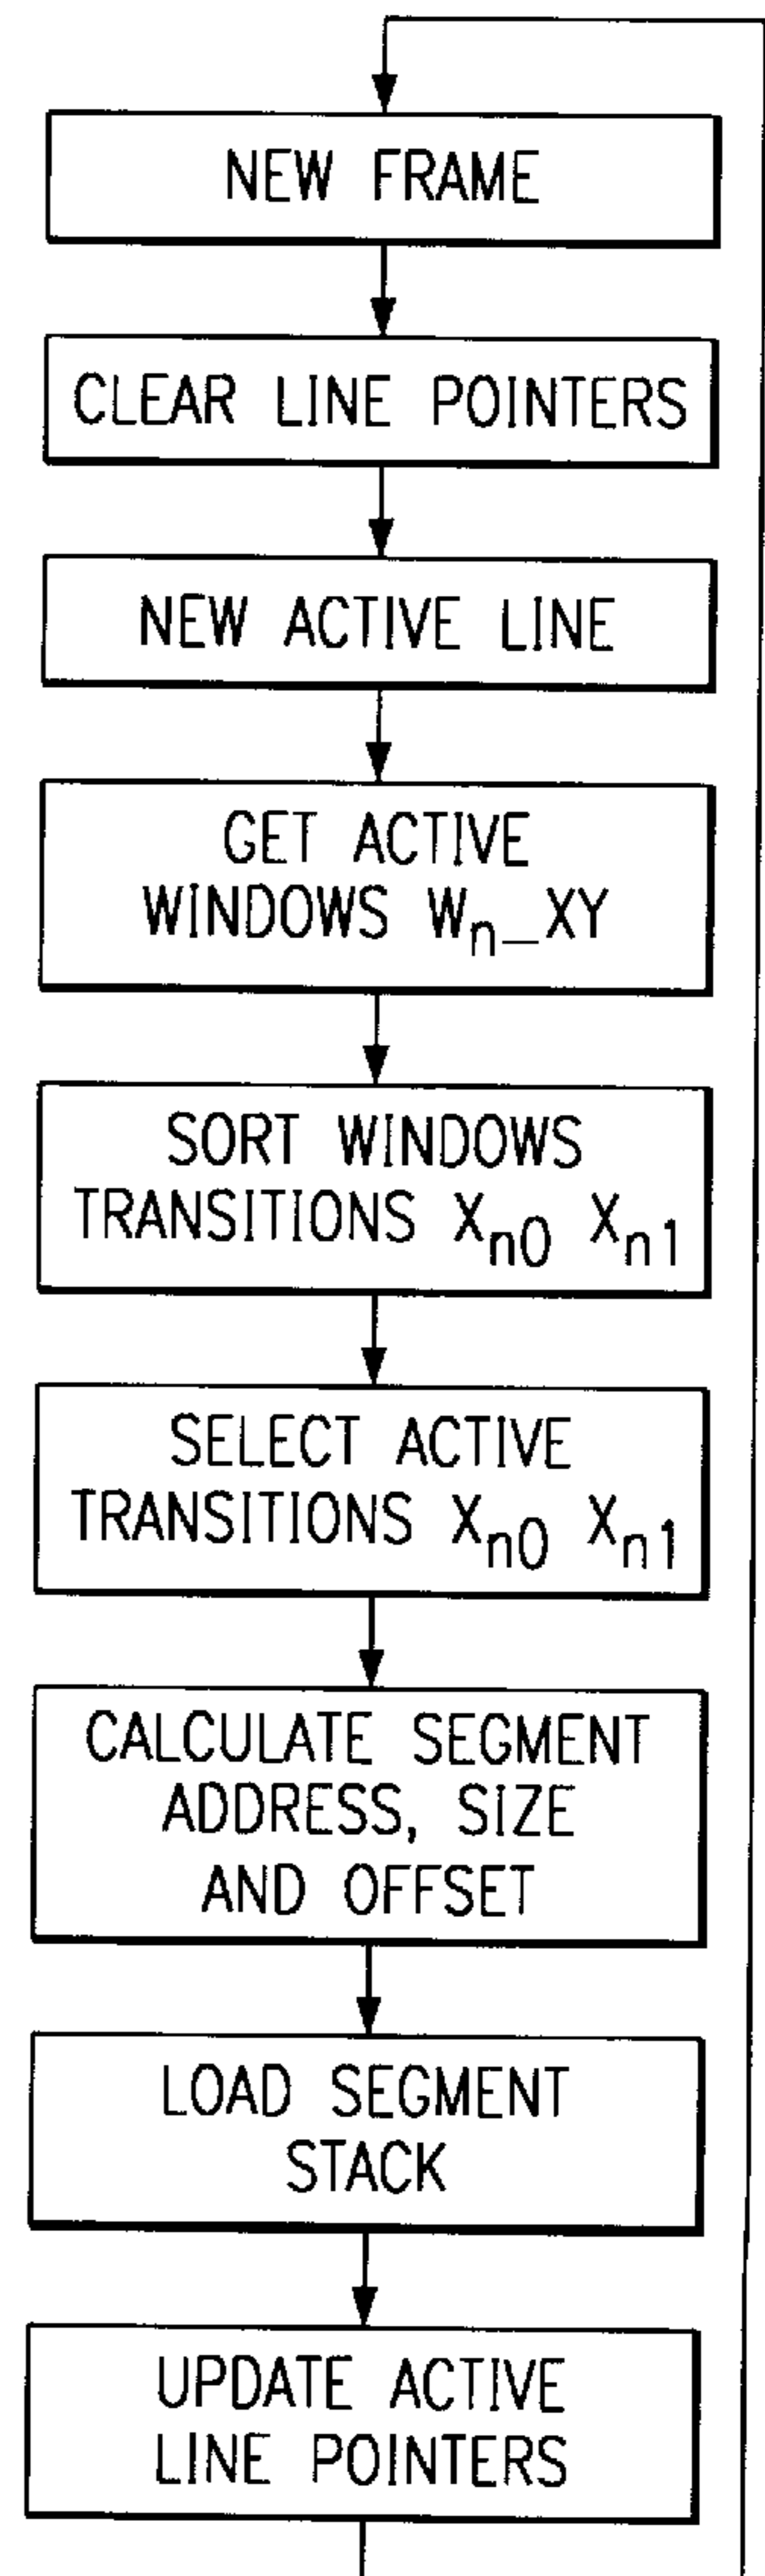 NEW FRAME
CLEAR LINE POINTERS
NEW ACTIVE LINE
GET ACTIVE
WINDOWS Wn_XY
SORT WINDOWS
TRANSITIONS Xn0 Xn1
SELECT ACTIVE
TRANSITIONS Xn0 Xn1
CALCULATE SEGMENT
ADDRESS, SIZE
AND OFFSET
LOAD SEGMENT
STACK
UPDATE ACTIVE
LINE POINTERS